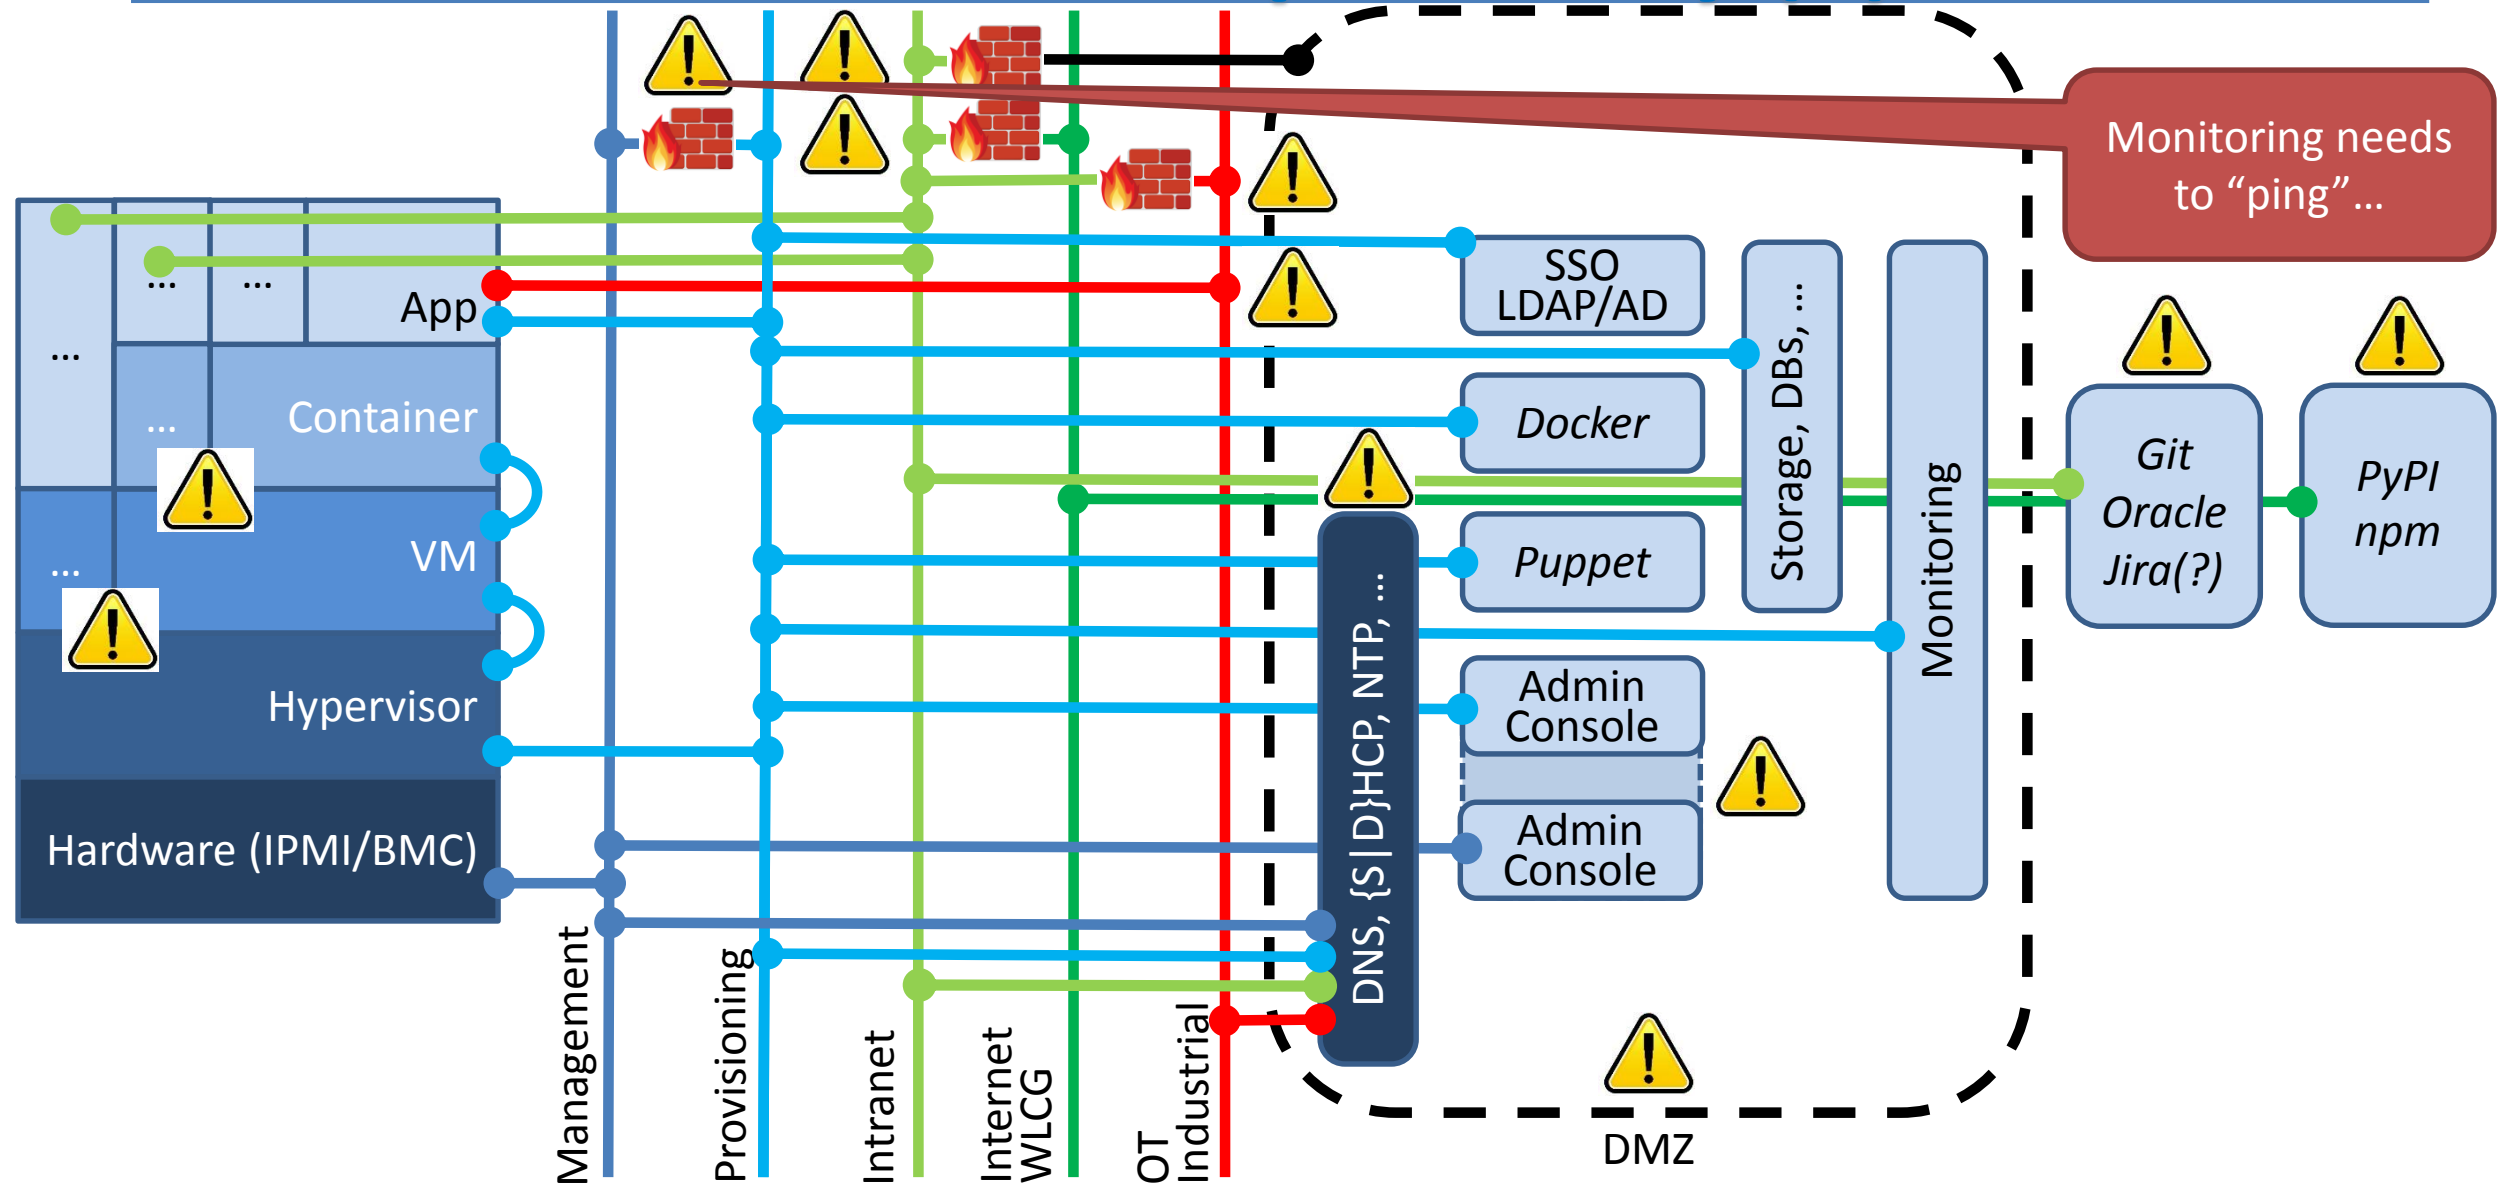 Monitoring needs
to “ping”...
...
...
...
App
...
Container
...
VM
...
Hypervisor
Hardware (IPMI/BMC)
Management
Provisioning
Intranet
Internet
WLCG
OT
Industrial
DNS, {S|D}HCP, NTP, ...
SSO
LDAP/AD
Docker
Puppet
Admin
Console
Admin
Console
Storage, DBs, ...
Monitoring
Git
Oracle
Jira(?)
PyPI
npm
DMZ